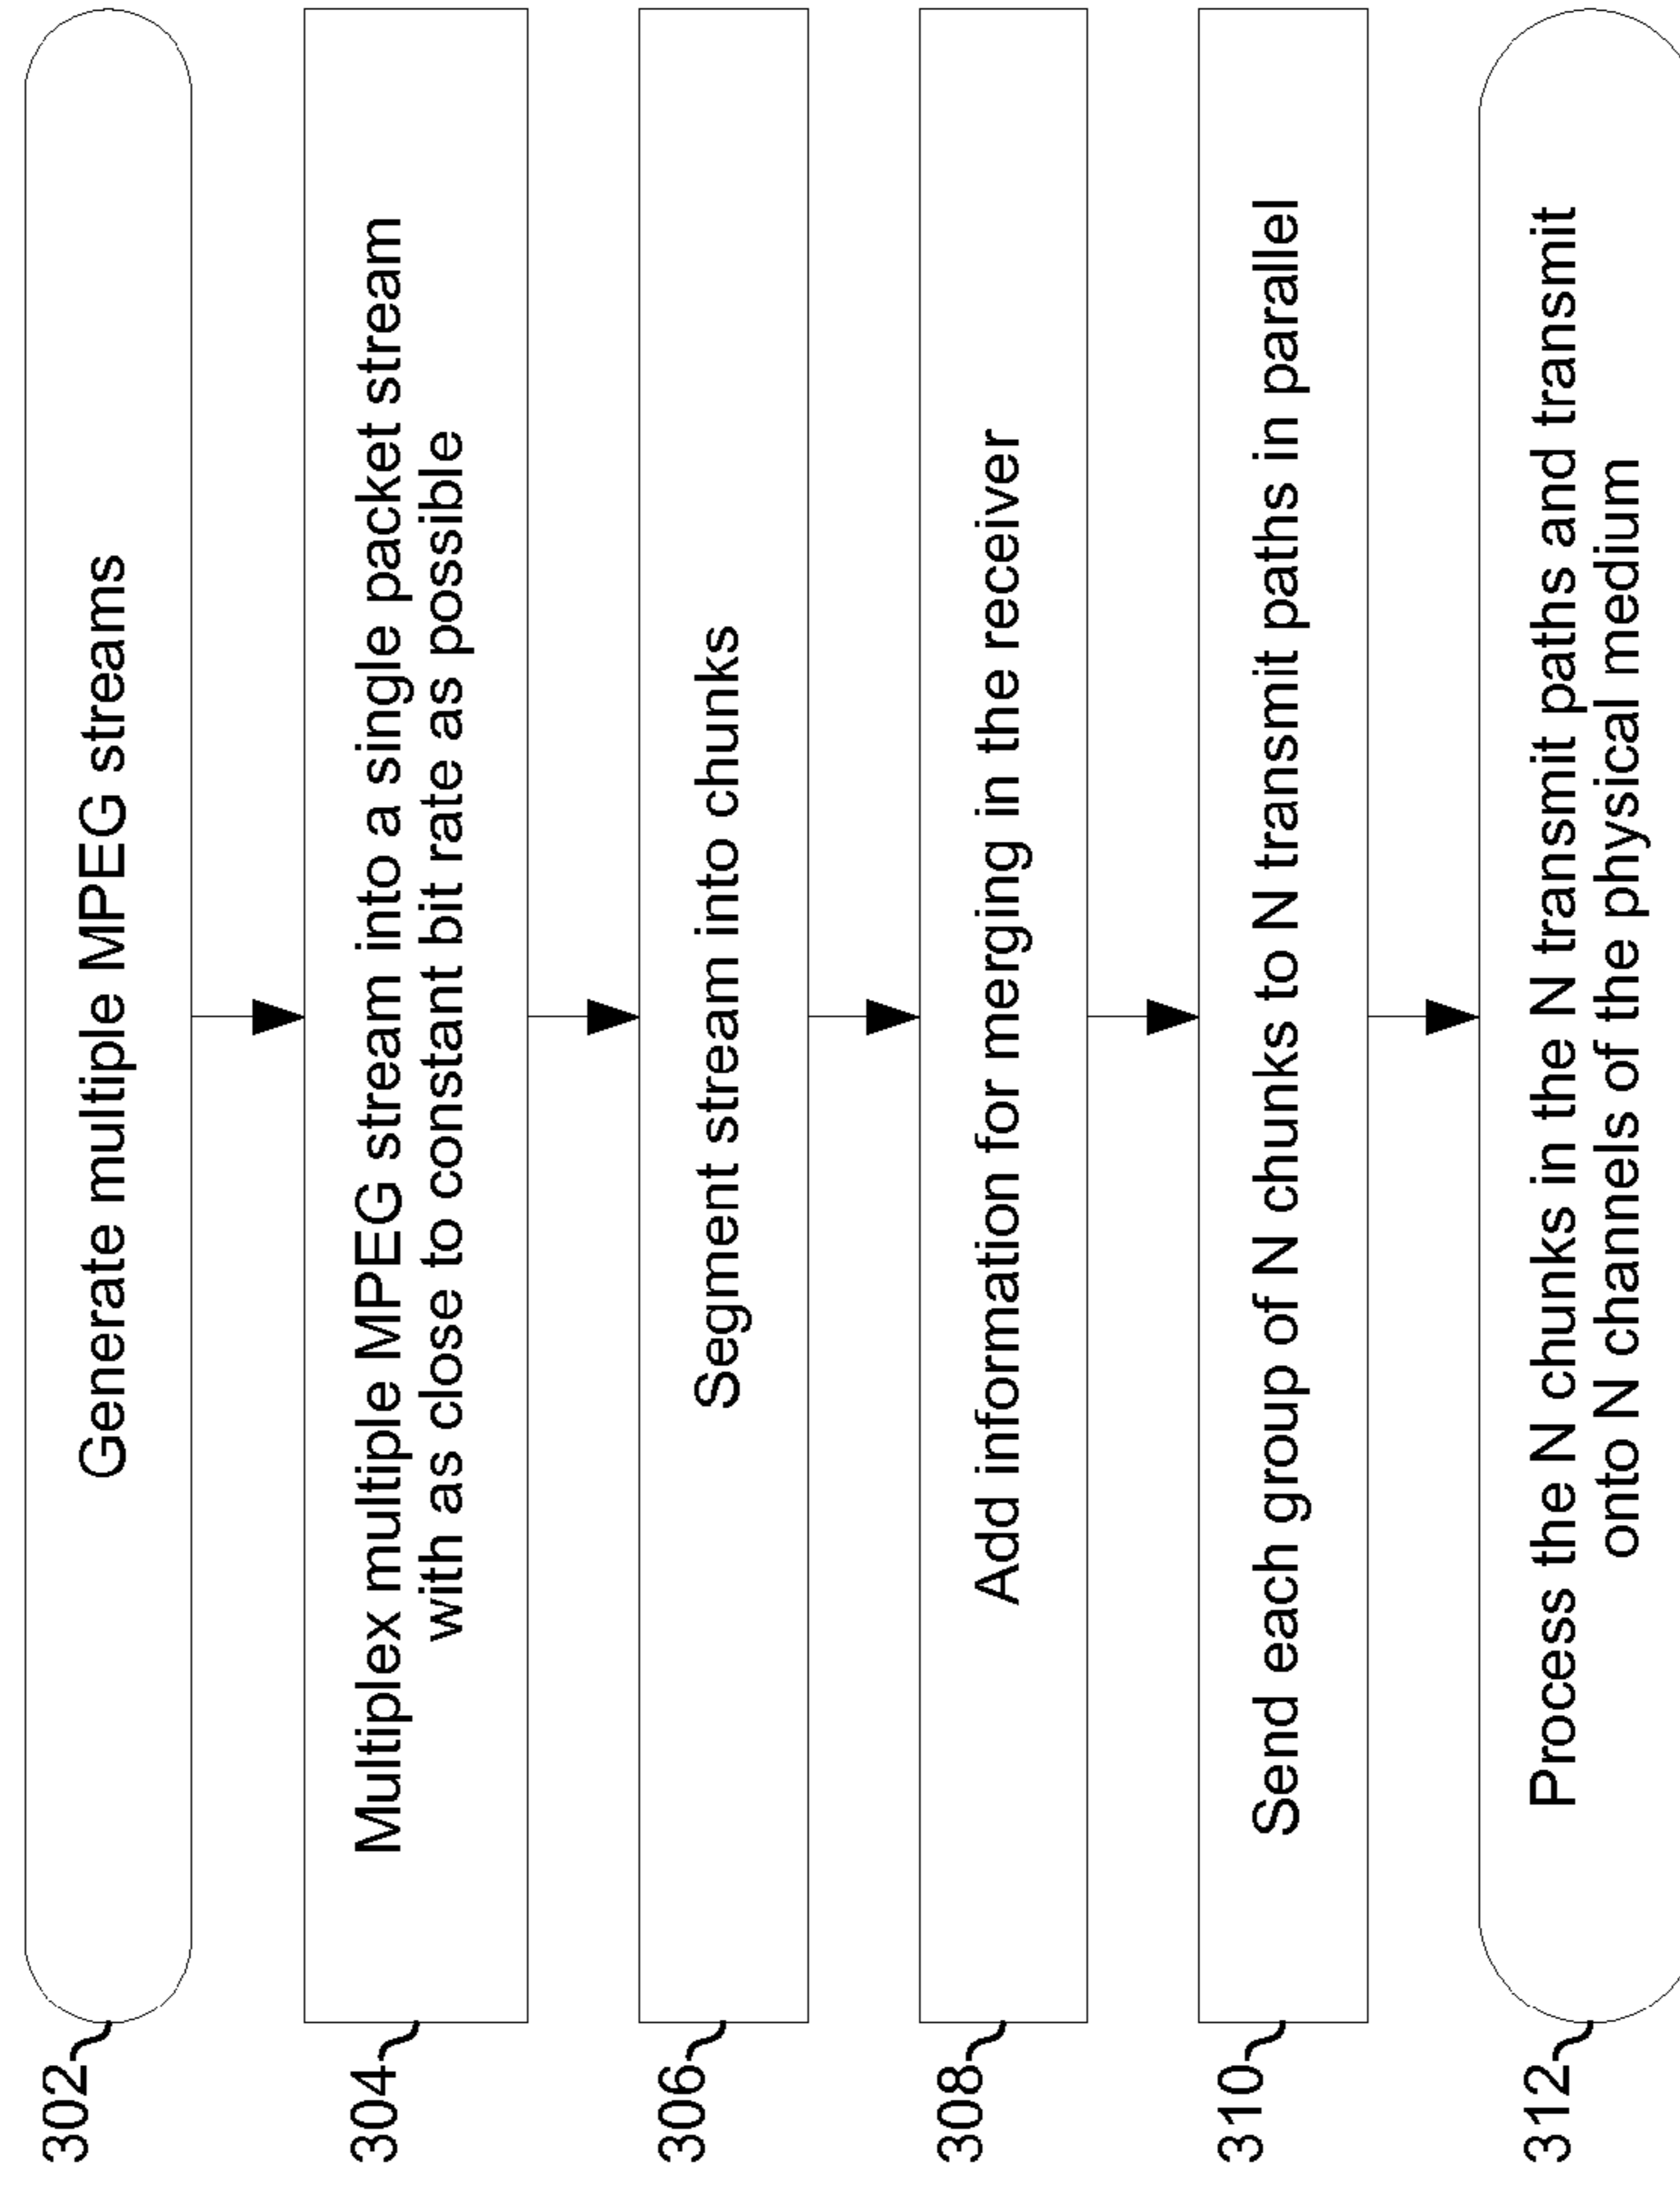 302
Generate multiple MPEG streams
304
Multiplex multiple MPEG stream into a single packet stream
with as close to constant bit rate as possible
306
Segment stream into chunks
308
Add information for merging in the receiver
310
Send each group of N chunks to N transmit paths in parallel
312
Process the N chunks in the N transmit paths and transmit
onto N channels of the physical medium